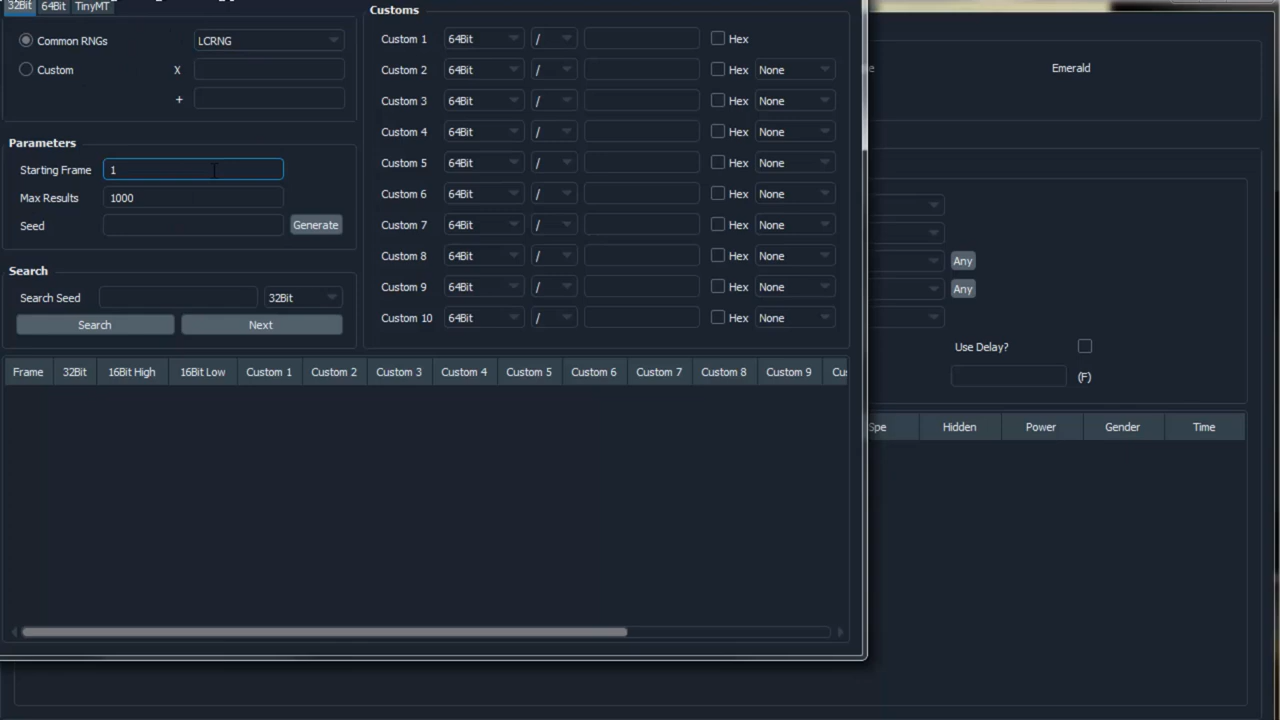 32Bit 64Bit TinyMT
Customs
Common RNGs LCRNG
Custom X
+
Custom 1 64Bit / Hex
Custom 2 64Bit / Hex None
Custom 3 64Bit / Hex None
Custom 4 64Bit / Hex None
Custom 5 64Bit / Hex None
Custom 6 64Bit / Hex None
Custom 7 64Bit / Hex None
Custom 8 64Bit / Hex None
Custom 9 64Bit / Hex None
Custom 10 64Bit / Hex None
Parameters
Starting Frame 1
Max Results 1000
Seed Generate
Search
Search Seed 32Bit
Search Next
Frame 32Bit 16Bit High 16Bit Low Custom 1 Custom 2 Custom 3 Custom 4 Custom 5 Custom 6 Custom 7 Custom 8 Custom 9 Cu
Emerald
Any
Any
Use Delay?
(F)
Spe Hidden Power Gender Time